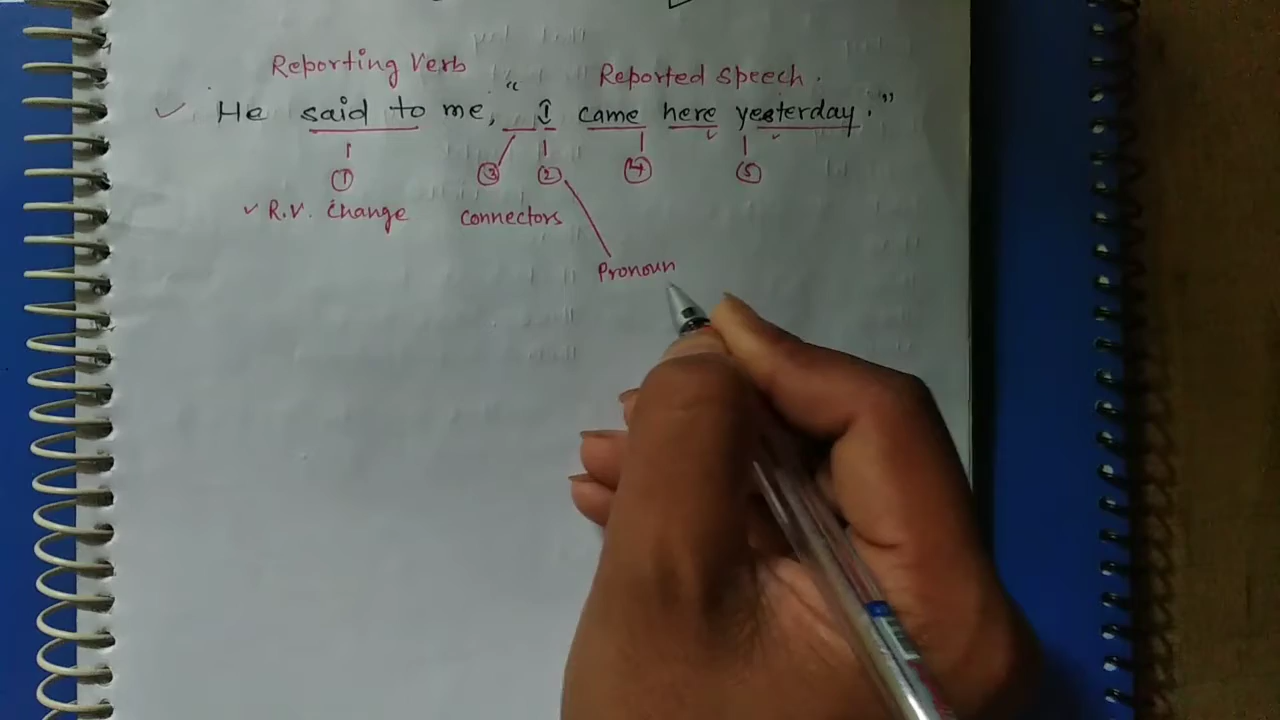 Reporting Verb Reported speech.
✓ He said to me, " I came here yesterday."
① ③ ② ④ ⑤
✓ R.V. change connectors
Pronoun